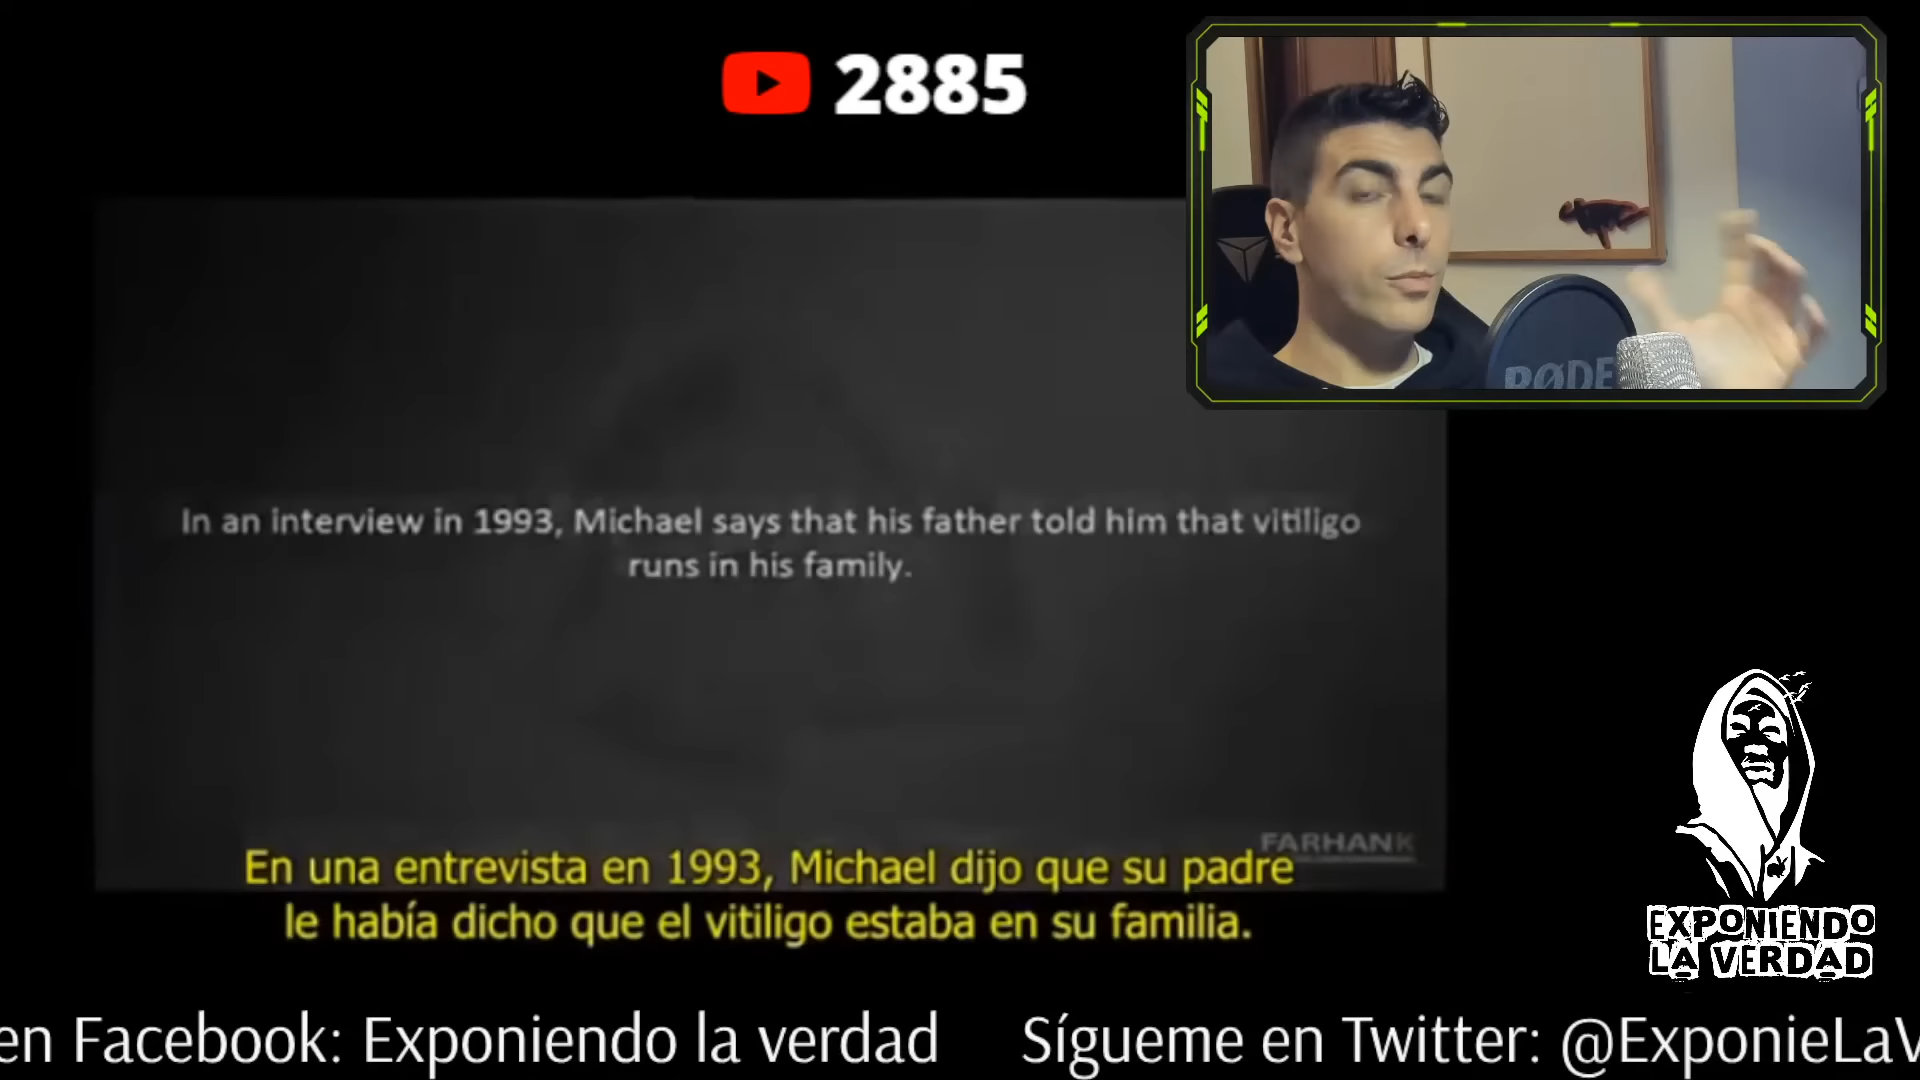 2885
RØDE
In an interview in 1993, Michael says that his father told him that vitiligo
runs in his family.
FARHANK
En una entrevista en 1993, Michael dijo que su padre
le había dicho que el vitiligo estaba en su familia.
EXPONIENDO
LA VERDAD
en Facebook: Exponiendo la verdad Sígueme en Twitter: @ExponieLaV